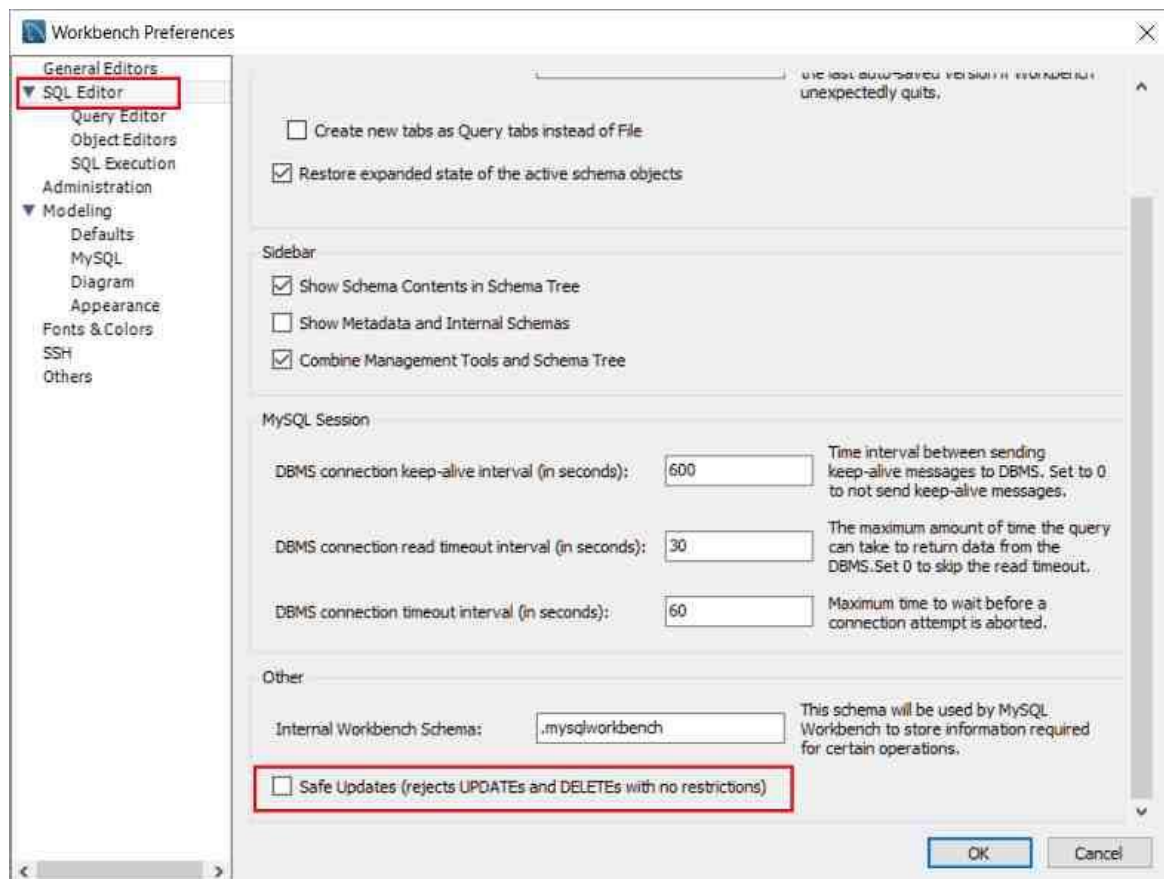 Workbench Preferences
General Editors
SQL Editor
Query Editor
Object Editors
SQL Execution
Administration
Modeling
Defaults
MySQL
Diagram
Appearance
Fonts & Colors
SSH
Others
the last auto-saved version if Workbench
unexpectedly quits.
Create new tabs as Query tabs instead of File
Restore expanded state of the active schema objects
Sidebar
Show Schema Contents in Schema Tree
Show Metadata and Internal Schemas
Combine Management Tools and Schema Tree
MySQL Session
DBMS connection keep-alive interval (in seconds): 600
Time interval between sending
keep-alive messages to DBMS. Set to 0
to not send keep-alive messages.
DBMS connection read timeout interval (in seconds): 30
The maximum amount of time the query
can take to return data from the
DBMS.Set 0 to skip the read timeout.
DBMS connection timeout interval (in seconds): 60
Maximum time to wait before a
connection attempt is aborted.
Other
Internal Workbench Schema: .mysqlworkbench
This schema will be used by MySQL
Workbench to store information required
for certain operations.
Safe Updates (rejects UPDATEs and DELETEs with no restrictions)
OK Cancel